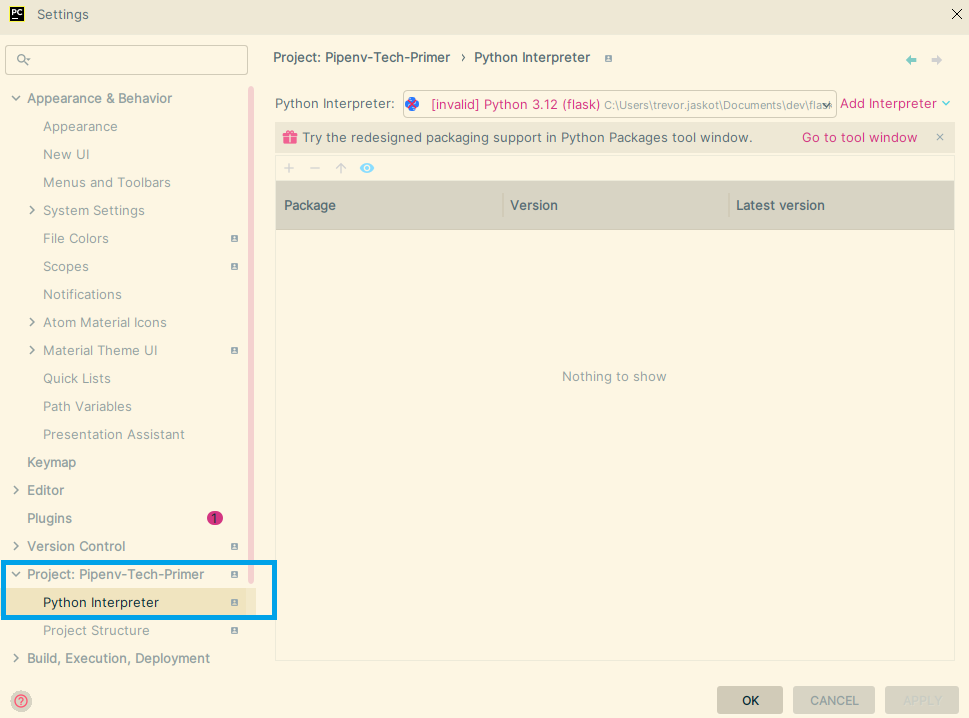 PC Settings
Project: Pipenv-Tech-Primer › Python Interpreter
Appearance & Behavior
Appearance
New UI
Menus and Toolbars
System Settings
File Colors
Scopes
Notifications
Atom Material Icons
Material Theme UI
Quick Lists
Path Variables
Presentation Assistant
Keymap
Editor
Plugins 1
Version Control
Project: Pipenv-Tech-Primer
Python Interpreter
Project Structure
Build, Execution, Deployment
?
Python Interpreter: [invalid] Python 3.12 (flask) C:\Users\trevor.jaskot\Documents\dev\flask Add Interpreter
Try the redesigned packaging support in Python Packages tool window. Go to tool window
Package Version Latest version
Nothing to show
OK CANCEL APPLY